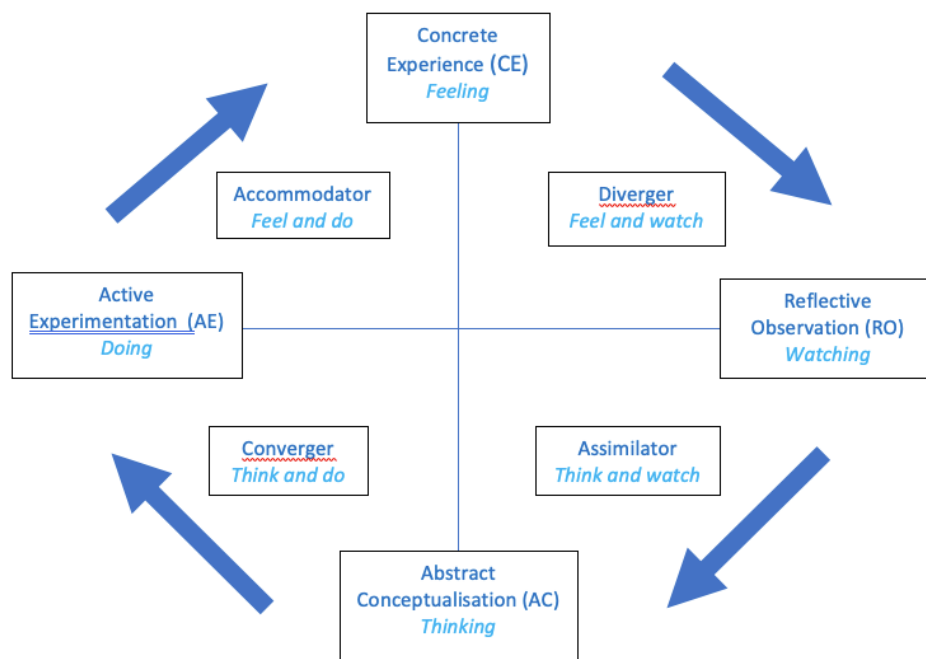 Concrete
Experience (CE)
Feeling
Accommodator
Feel and do
Diverger
Feel and watch
Active
Experimentation (AE)
Doing
Reflective
Observation (RO)
Watching
Converger
Think and do
Assimilator
Think and watch
Abstract
Conceptualisation (AC)
Thinking